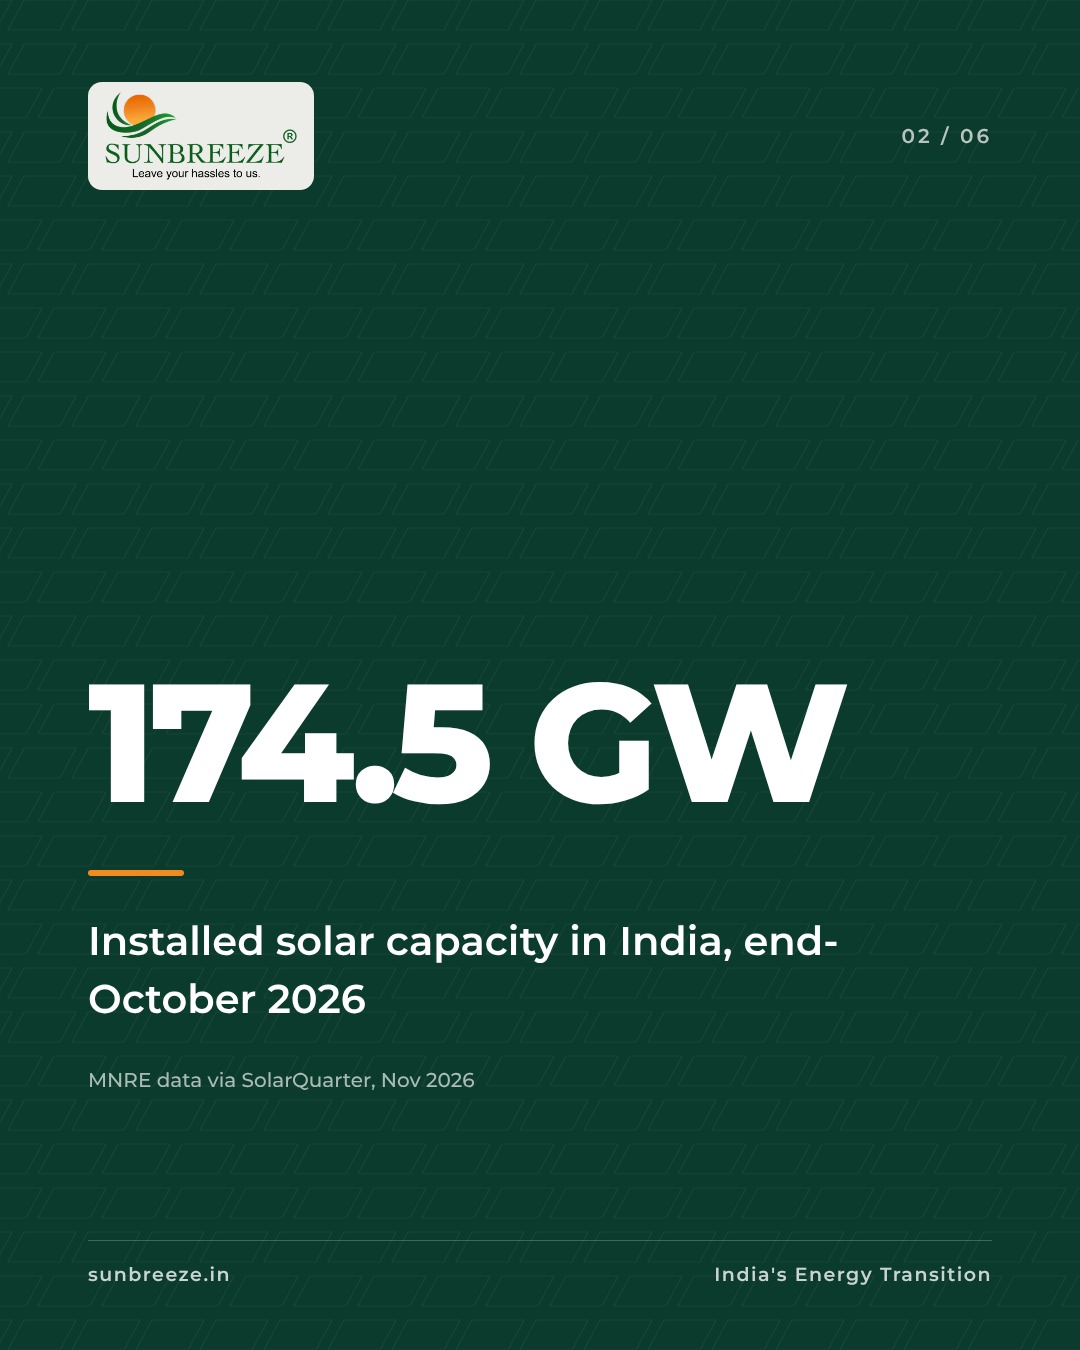 SUNBREEZE®
Leave your hassles to us.
02 / 06
174.5 GW
Installed solar capacity in India, end-
October 2026
MNRE data via SolarQuarter, Nov 2026
sunbreeze.in
India's Energy Transition